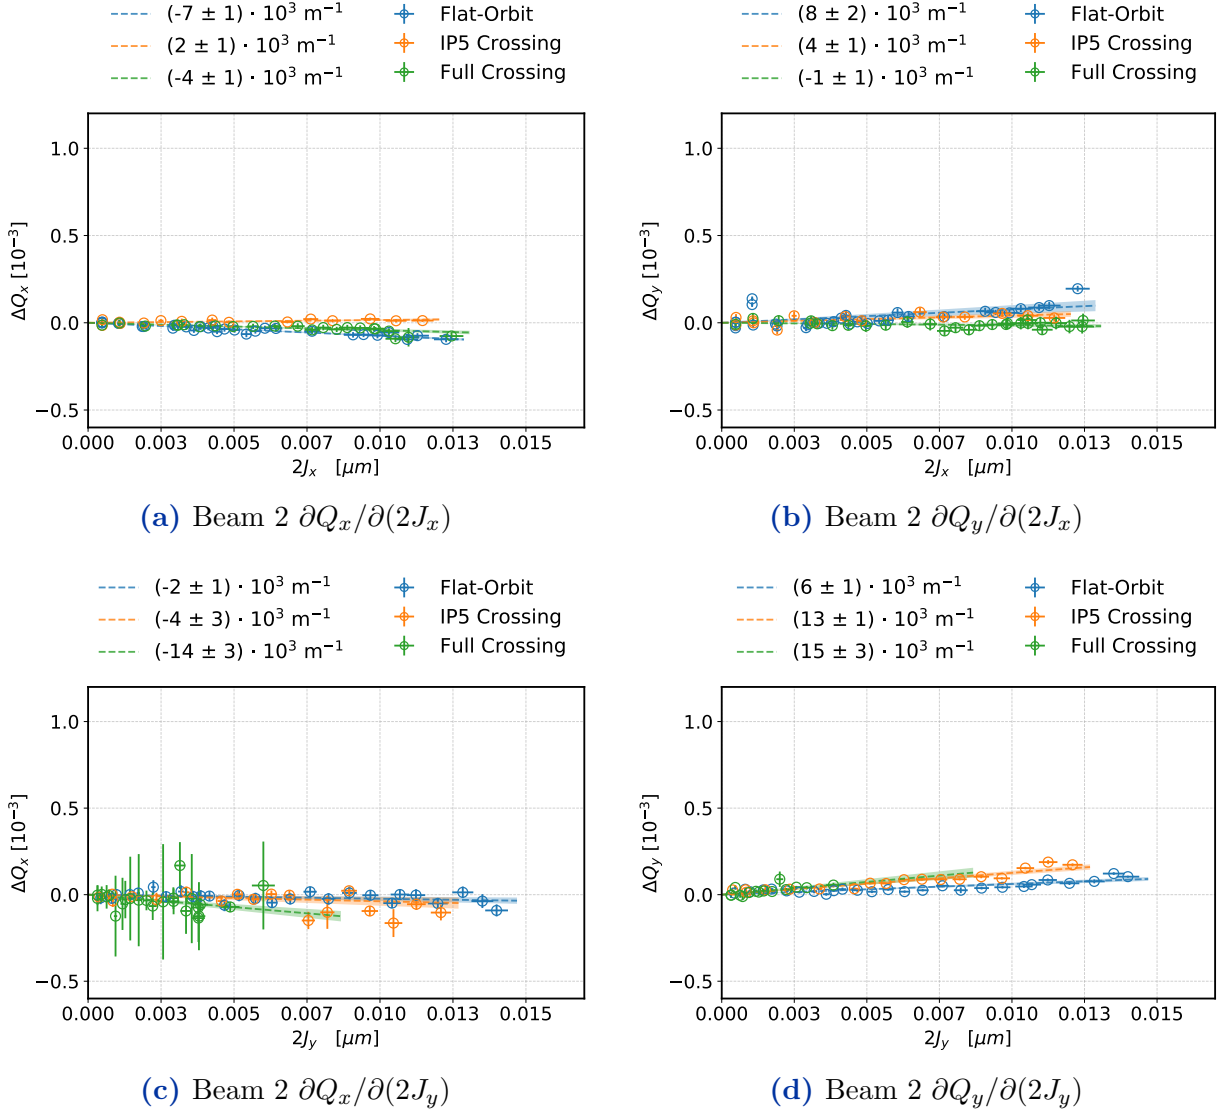 (-7 ± 1) · 10³ m⁻¹
(2 ± 1) · 10³ m⁻¹
(-4 ± 1) · 10³ m⁻¹
Flat-Orbit
IP5 Crossing
Full Crossing
ΔQx [10⁻³]
1.0
0.5
0.0
−0.5
0.000 0.003 0.005 0.007 0.010 0.013 0.015
2Jx [μm]
(a) Beam 2 ∂Qx/∂(2Jx)
(8 ± 2) · 10³ m⁻¹
(4 ± 1) · 10³ m⁻¹
(-1 ± 1) · 10³ m⁻¹
Flat-Orbit
IP5 Crossing
Full Crossing
ΔQy [10⁻³]
1.0
0.5
0.0
−0.5
0.000 0.003 0.005 0.007 0.010 0.013 0.015
2Jx [μm]
(b) Beam 2 ∂Qy/∂(2Jx)
(-2 ± 1) · 10³ m⁻¹
(-4 ± 3) · 10³ m⁻¹
(-14 ± 3) · 10³ m⁻¹
Flat-Orbit
IP5 Crossing
Full Crossing
ΔQx [10⁻³]
1.0
0.5
0.0
−0.5
0.000 0.003 0.005 0.007 0.010 0.013 0.015
2Jy [μm]
(c) Beam 2 ∂Qx/∂(2Jy)
(6 ± 1) · 10³ m⁻¹
(13 ± 1) · 10³ m⁻¹
(15 ± 3) · 10³ m⁻¹
Flat-Orbit
IP5 Crossing
Full Crossing
ΔQy [10⁻³]
1.0
0.5
0.0
−0.5
0.000 0.003 0.005 0.007 0.010 0.013 0.015
2Jy [μm]
(d) Beam 2 ∂Qy/∂(2Jy)